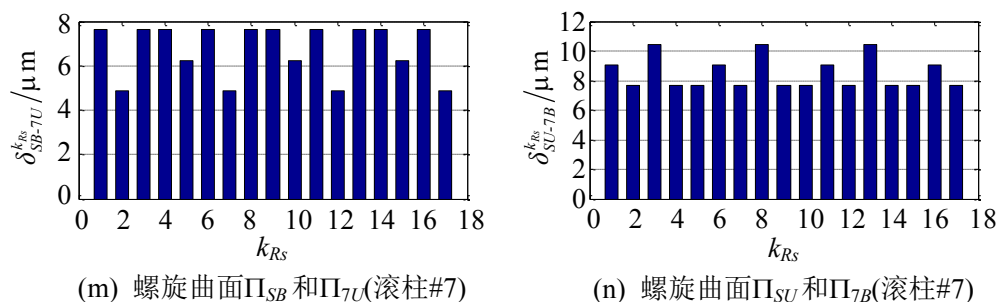 8
6
4
2
0
δ^{k_{Rs}}_{SB-7U}/μm
0 2 4 6 8 10 12 14 16 18
k_{Rs}
(m) 螺旋曲面Π_{SB}和Π_{7U}(滚柱#7)
12
10
8
6
4
2
0
δ^{k_{Rs}}_{SU-7B}/μm
0 2 4 6 8 10 12 14 16 18
k_{Rs}
(n) 螺旋曲面Π_{SU}和Π_{7B}(滚柱#7)